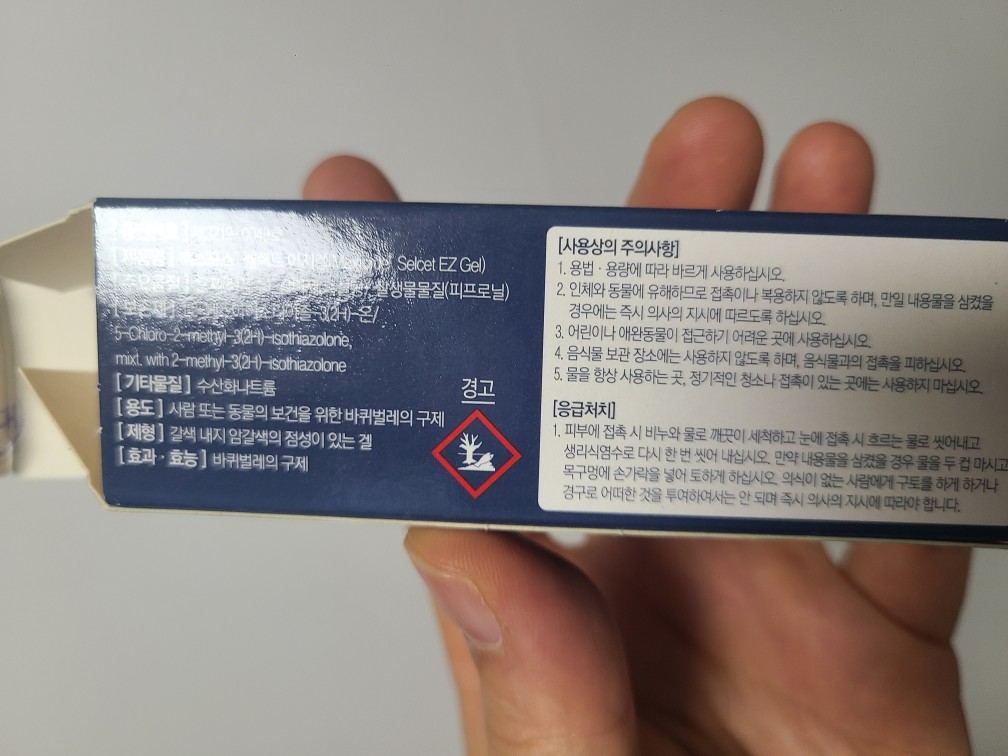 Selcet EZ Gel)
살생물물질(피프로닐)
-3(2H)-온/
5-Chloro-2-methyl-3(2H)-isothiazolone,
mixt. with 2-methyl-3(2H)-isothiazolone
[기타물질] 수산화나트륨
[용도] 사람 또는 동물의 보건을 위한 바퀴벌레의 구제
[제형] 갈색 내지 암갈색의 점성이 있는 겔
[효과·효능] 바퀴벌레의 구제
경고
[사용상의 주의사항]
1. 용법·용량에 따라 바르게 사용하십시오.
2. 인체와 동물에 유해하므로 접촉이나 복용하지 않도록 하며, 만일 내용물을 삼켰을
경우에는 즉시 의사의 지시에 따르도록 하십시오.
3. 어린이나 애완동물이 접근하기 어려운 곳에 사용하십시오.
4. 음식물 보관 장소에는 사용하지 않도록 하며, 음식물과의 접촉을 피하십시오.
5. 물을 항상 사용하는 곳, 정기적인 청소나 접촉이 있는 곳에는 사용하지 마십시오.
[응급처치]
1. 피부에 접촉 시 비누와 물로 깨끗이 세척하고 눈에 접촉 시 흐르는 물로 씻어내고
생리식염수로 다시 한 번 씻어 내십시오. 만약 내용물을 삼켰을 경우 물을 두 컵 마시고
목구멍에 손가락을 넣어 토하게 하십시오. 의식이 없는 사람에게 구토를 하게 하거나
경구로 어떠한 것을 투여하여서는 안 되며 즉시 의사의 지시에 따라야 합니다.